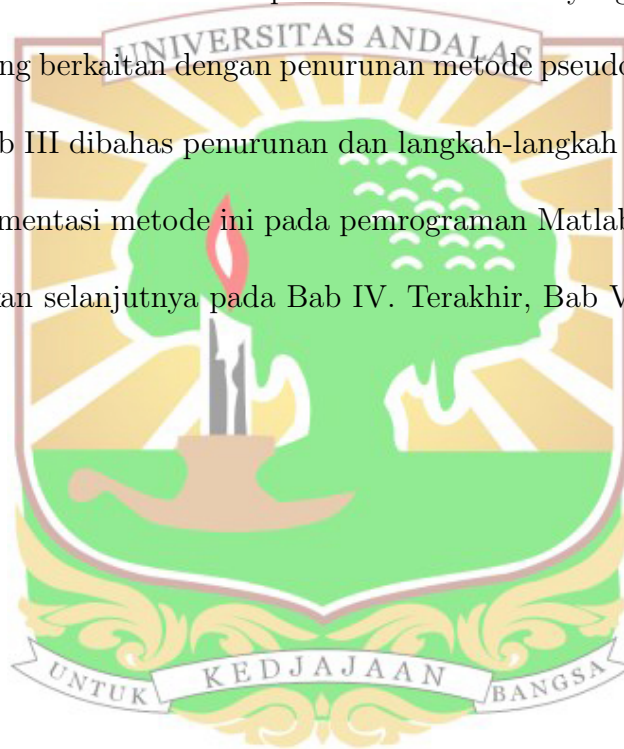 UNIVERSITAS ANDALAS
ng berkaitan dengan penurunan metode pseudo
b III dibahas penurunan dan langkah-langkah
mentasi metode ini pada pemrograman Matlab
kan selanjutnya pada Bab IV. Terakhir, Bab V
UNTUK KEDJAJAAN BANGSA